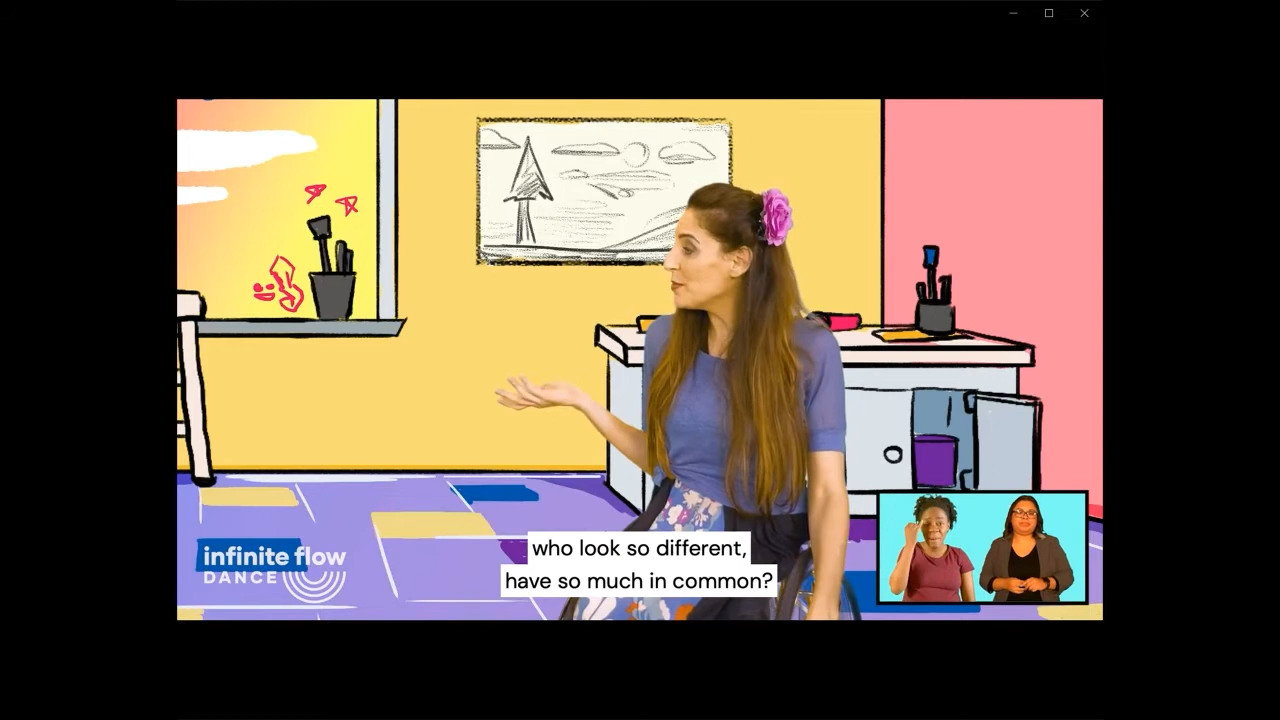 who look so different,
have so much in common?
infinite flow
DANCE